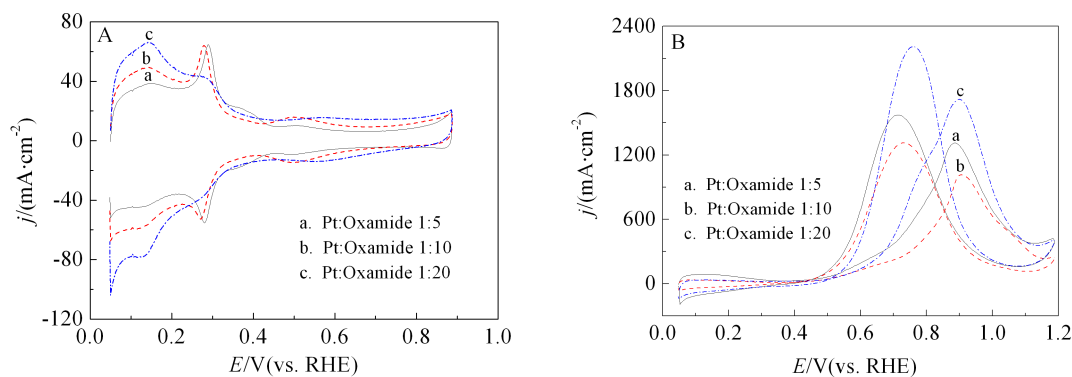 A
80
40
0
-40
-80
-120
j/(mA·cm⁻²)
c
b
a
a. Pt:Oxamide 1:5
b. Pt:Oxamide 1:10
c. Pt:Oxamide 1:20
0.0 0.2 0.4 0.6 0.8 1.0
E/V(vs. RHE)
B
2400
1800
1200
600
0
j/(mA·cm⁻²)
c
a
b
a. Pt:Oxamide 1:5
b. Pt:Oxamide 1:10
c. Pt:Oxamide 1:20
0.0 0.2 0.4 0.6 0.8 1.0 1.2
E/V(vs. RHE)